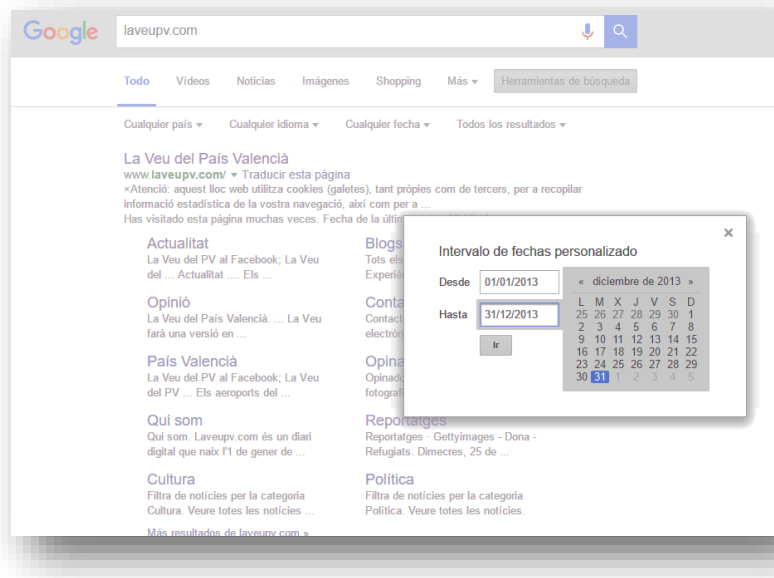 Google
laveupv.com
Todo Vídeos Noticias Imágenes Shopping Más Herramientas de búsqueda
Cualquier país Cualquier idioma Cualquier fecha Todos los resultados
La Veu del País Valencià
www.laveupv.com/ Traducir esta página
×Atenció: aquest lloc web utilitza cookies (galetes), tant pròpies com de tercers, per a recopilar
informació estadística de la vostra navegació, així com per a ...
Has visitado esta página muchas veces. Fecha de la
Actualitat
La Veu del PV al Facebook; La Veu
del ... Actualitat .... Els ...
Opinió
La Veu del País Valencià. ... La Veu
farà una versió en ...
País Valencià
La Veu del PV al Facebook; La Veu
del PV ... Els aeroports del ...
Qui som
Qui som. Laveupv.com és un diari
digital que naix l'1 de gener de ...
Cultura
Filtra de notícies per la categoria
Cultura. Veure totes les notícies ...
Más resultados de laveupv.com »
Blogs
Tots els
Reportatges
Reportatges · Gettyimages - Dona -
Refugiats. Dimecres, 25 de ...
Política
Filtra de notícies per la categoria
Política. Veure totes les notícies.
×
Intervalo de fechas personalizado
Desde 01/01/2013
Hasta 31/12/2013
Ir
« diciembre de 2013 »
L M X J V S D
25 26 27 28 29 30 1
2 3 4 5 6 7 8
9 10 11 12 13 14 15
16 17 18 19 20 21 22
23 24 25 26 27 28 29
30 31 1 2 3 4 5